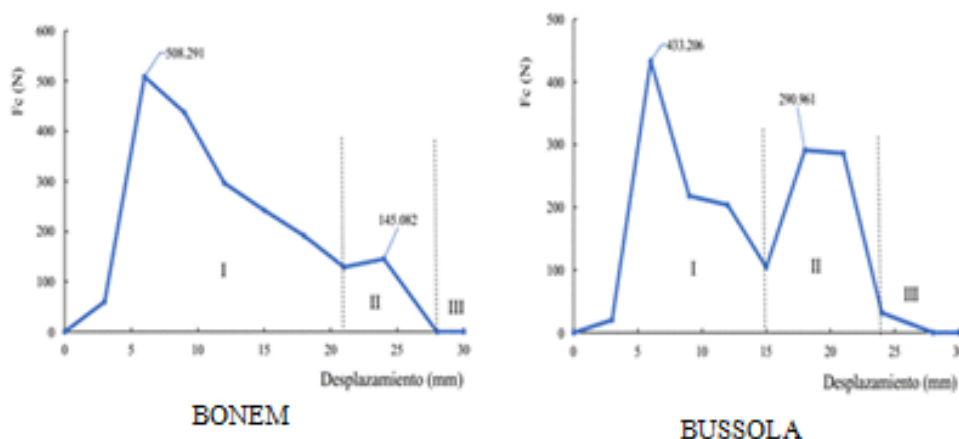 Fc (N)
600
500
400
300
200
100
0
508.291
145.082
I
II
III
0 5 10 15 20 25 30
Desplazamiento (mm)
BONEM
Fc (N)
500
400
300
200
100
0
433.206
290.961
I
II
III
0 5 10 15 20 25 30
Desplazamiento (mm)
BUSSOLA